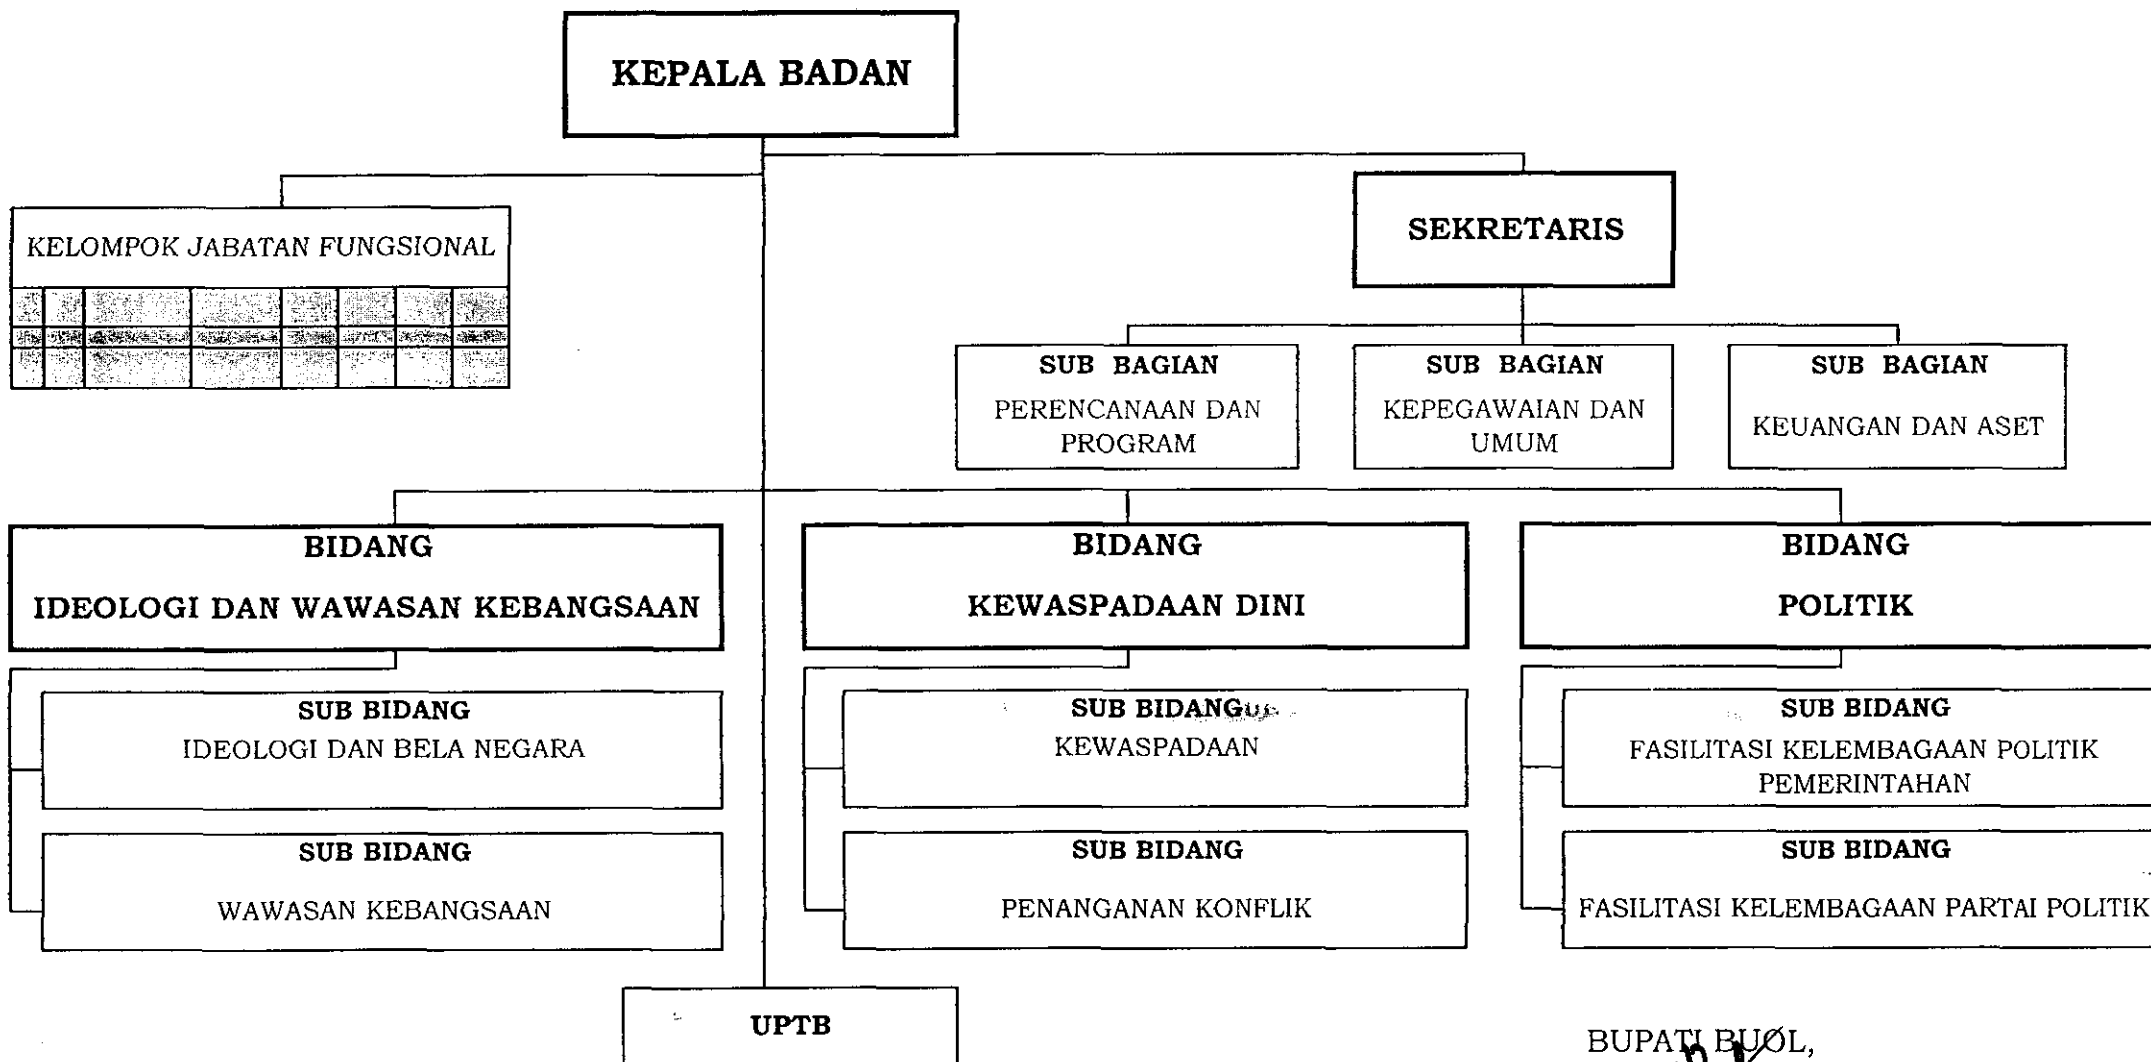 KEPALA BADAN
KELOMPOK JABATAN FUNGSIONAL
SEKRETARIS
SUB BAGIAN
PERENCANAAN DAN
PROGRAM
SUB BAGIAN
KEPEGAWAIAN DAN
UMUM
SUB BAGIAN
KEUANGAN DAN ASET
BIDANG
IDEOLOGI DAN WAWASAN KEBANGSAAN
BIDANG
KEWASPADAAN DINI
BIDANG
POLITIK
SUB BIDANG
IDEOLOGI DAN BELA NEGARA
SUB BIDANG
WAWASAN KEBANGSAAN
SUB BIDANG
KEWASPADAAN
SUB BIDANG
PENANGANAN KONFLIK
SUB BIDANG
FASILITASI KELEMBAGAAN POLITIK
PEMERINTAHAN
SUB BIDANG
FASILITASI KELEMBAGAAN PARTAI POLITIK
UPTB
BUPATI BUOL,